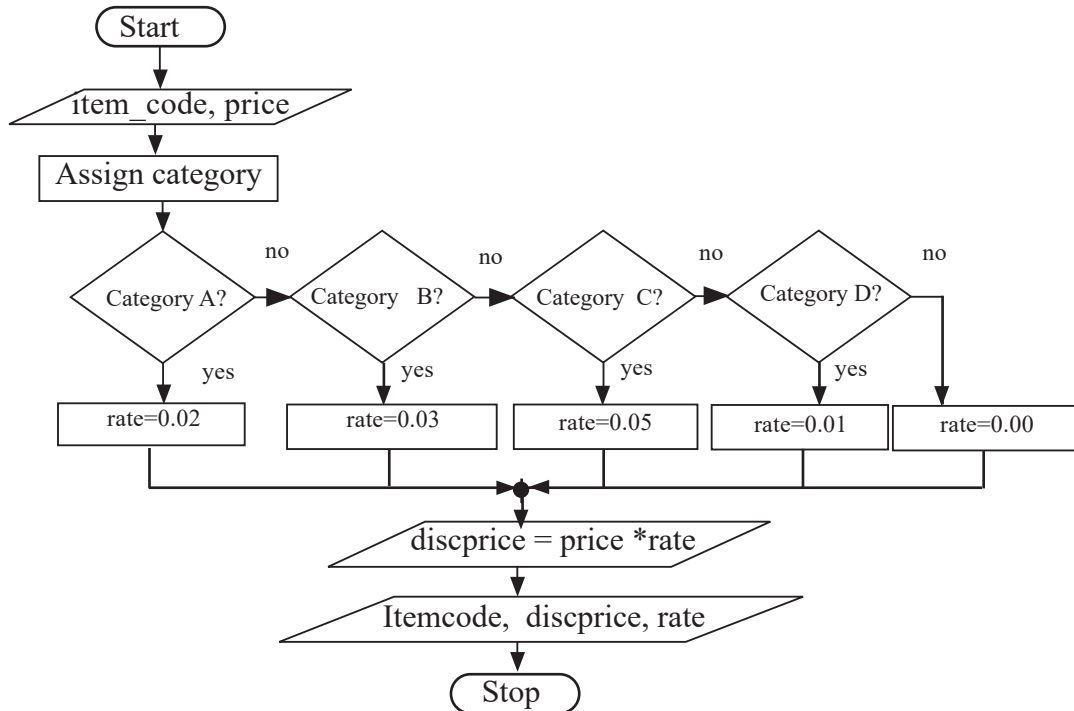 Start
item_code, price
Assign category
Category A?
no
Category B?
no
Category C?
no
Category D?
no
yes
yes
yes
yes
rate=0.02
rate=0.03
rate=0.05
rate=0.01
rate=0.00
discprice = price *rate
Itemcode, discprice, rate
Stop